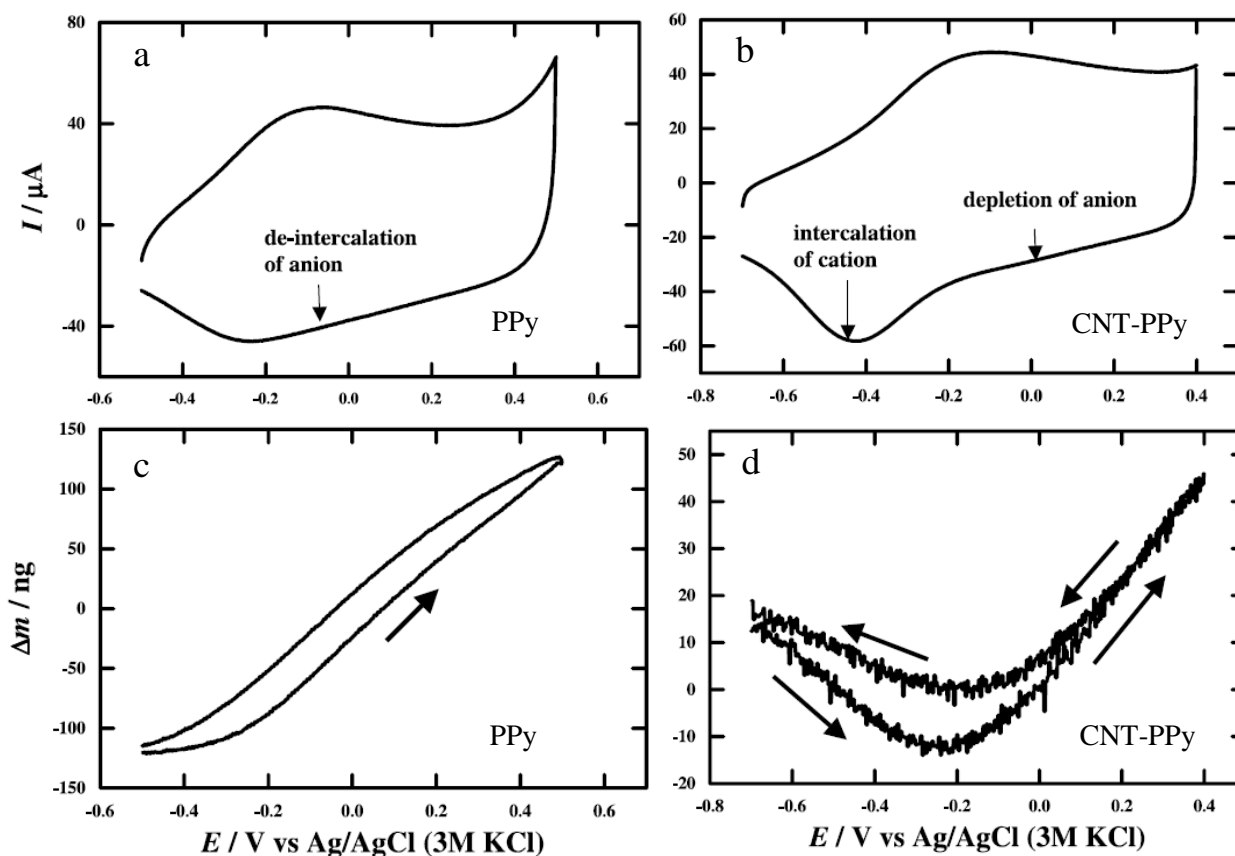 a
80
40
0
-40
I / µA
de-intercalation
of anion
PPy
-0.6 -0.4 -0.2 0.0 0.2 0.4 0.6
b
60
40
20
0
-20
-40
-60
depletion of anion
intercalation
of cation
CNT-PPy
-0.8 -0.6 -0.4 -0.2 0.0 0.2 0.4
c
150
100
50
0
-50
-100
-150
Δm / ng
PPy
-0.6 -0.4 -0.2 0.0 0.2 0.4 0.6
E / V vs Ag/AgCl (3M KCl)
d
50
40
30
20
10
0
-10
-20
CNT-PPy
-0.8 -0.6 -0.4 -0.2 0.0 0.2 0.4
E / V vs Ag/AgCl (3M KCl)